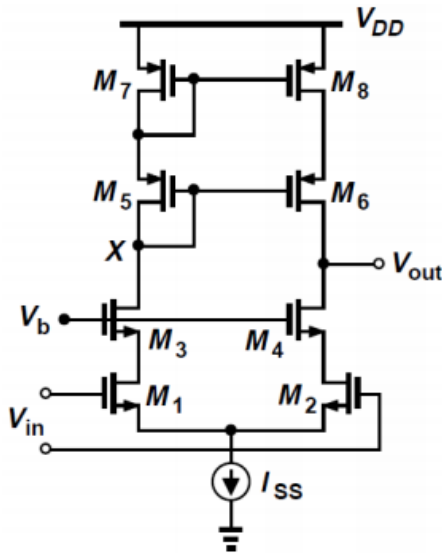 V_DD
M_7
M_8
M_5
M_6
X
V_out
V_b
M_3
M_4
M_1
M_2
V_in
I_SS